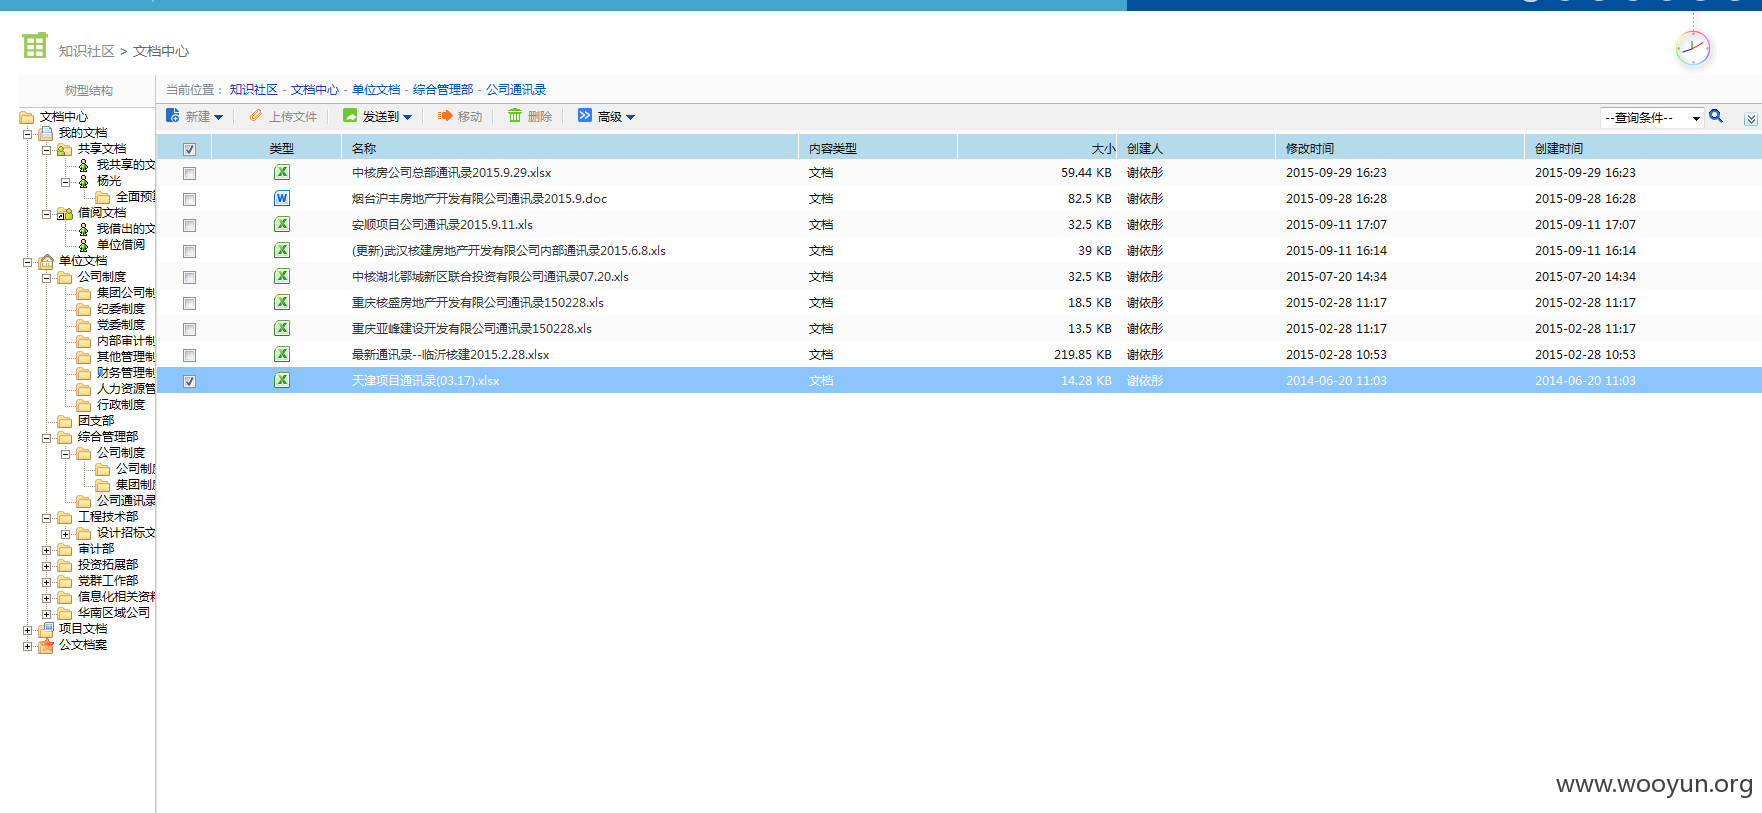 知识社区 > 文档中心
树型结构
文档中心
我的文档
共享文档
我共享的文
杨光
全面预算
借阅文档
我借出的文
单位借阅
单位文档
公司制度
集团公司制
纪委制度
党委制度
内部审计制
其他管理制
财务管理制
人力资源管
行政制度
团支部
综合管理部
公司制度
公司制度
集团制度
公司通讯录
工程技术部
设计招标文
审计部
投资拓展部
党群工作部
信息化相关资料
华南区域公司
项目文档
公文档案
当前位置： 知识社区 - 文档中心 - 单位文档 - 综合管理部 - 公司通讯录
新建 上传文件 发送到 移动 删除 高级 --查询条件--
类型 名称 内容类型 大小 创建人 修改时间 创建时间
中核房公司总部通讯录2015.9.29.xlsx 文档 59.44 KB 谢依彤 2015-09-29 16:23 2015-09-29 16:23
烟台沪丰房地产开发有限公司通讯录2015.9.doc 文档 82.5 KB 谢依彤 2015-09-28 16:28 2015-09-28 16:28
安顺项目公司通讯录2015.9.11.xls 文档 32.5 KB 谢依彤 2015-09-11 17:07 2015-09-11 17:07
(更新)武汉核建房地产开发有限公司内部通讯录2015.6.8.xls 文档 39 KB 谢依彤 2015-09-11 16:14 2015-09-11 16:14
中核湖北鄂城新区联合投资有限公司通讯录07.20.xls 文档 32.5 KB 谢依彤 2015-07-20 14:34 2015-07-20 14:34
重庆核盛房地产开发有限公司通讯录150228.xls 文档 18.5 KB 谢依彤 2015-02-28 11:17 2015-02-28 11:17
重庆亚峰建设开发有限公司通讯录150228.xls 文档 13.5 KB 谢依彤 2015-02-28 11:17 2015-02-28 11:17
最新通讯录--临沂核建2015.2.28.xlsx 文档 219.85 KB 谢依彤 2015-02-28 10:53 2015-02-28 10:53
天津项目通讯录(03.17).xlsx 文档 14.28 KB 谢依彤 2014-06-20 11:03 2014-06-20 11:03
www.wooyun.org